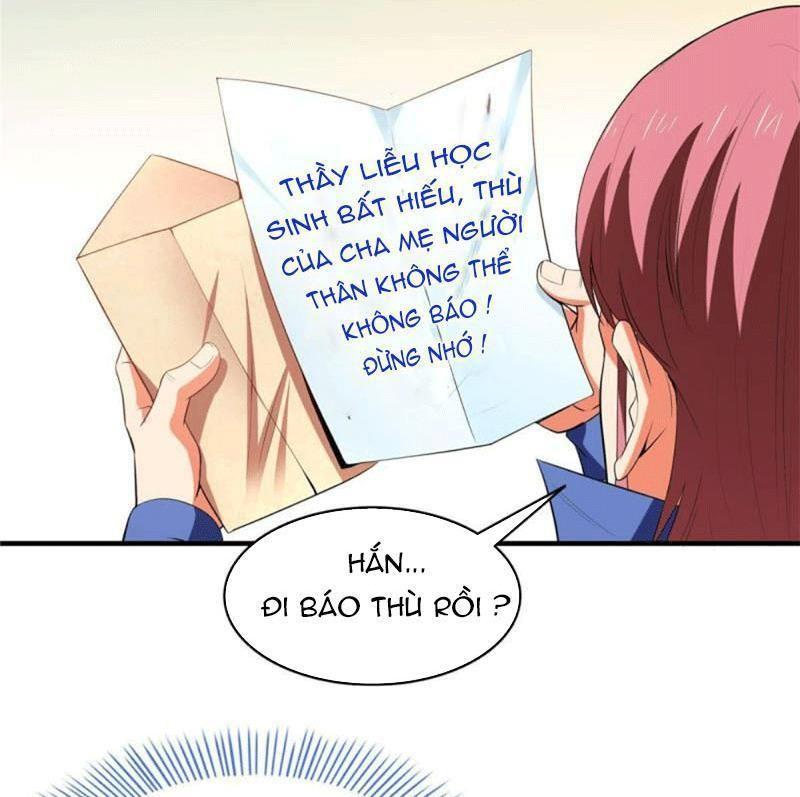 THẦY LIỄU HỌC
SINH BẤT HIẾU, THÙ
CỦA CHA MẸ NGƯỜI
THÂN KHÔNG THỂ
KHÔNG BÁO!
ĐỪNG NHỚ!
HẮN...
ĐI BÁO THÙ RỒI?